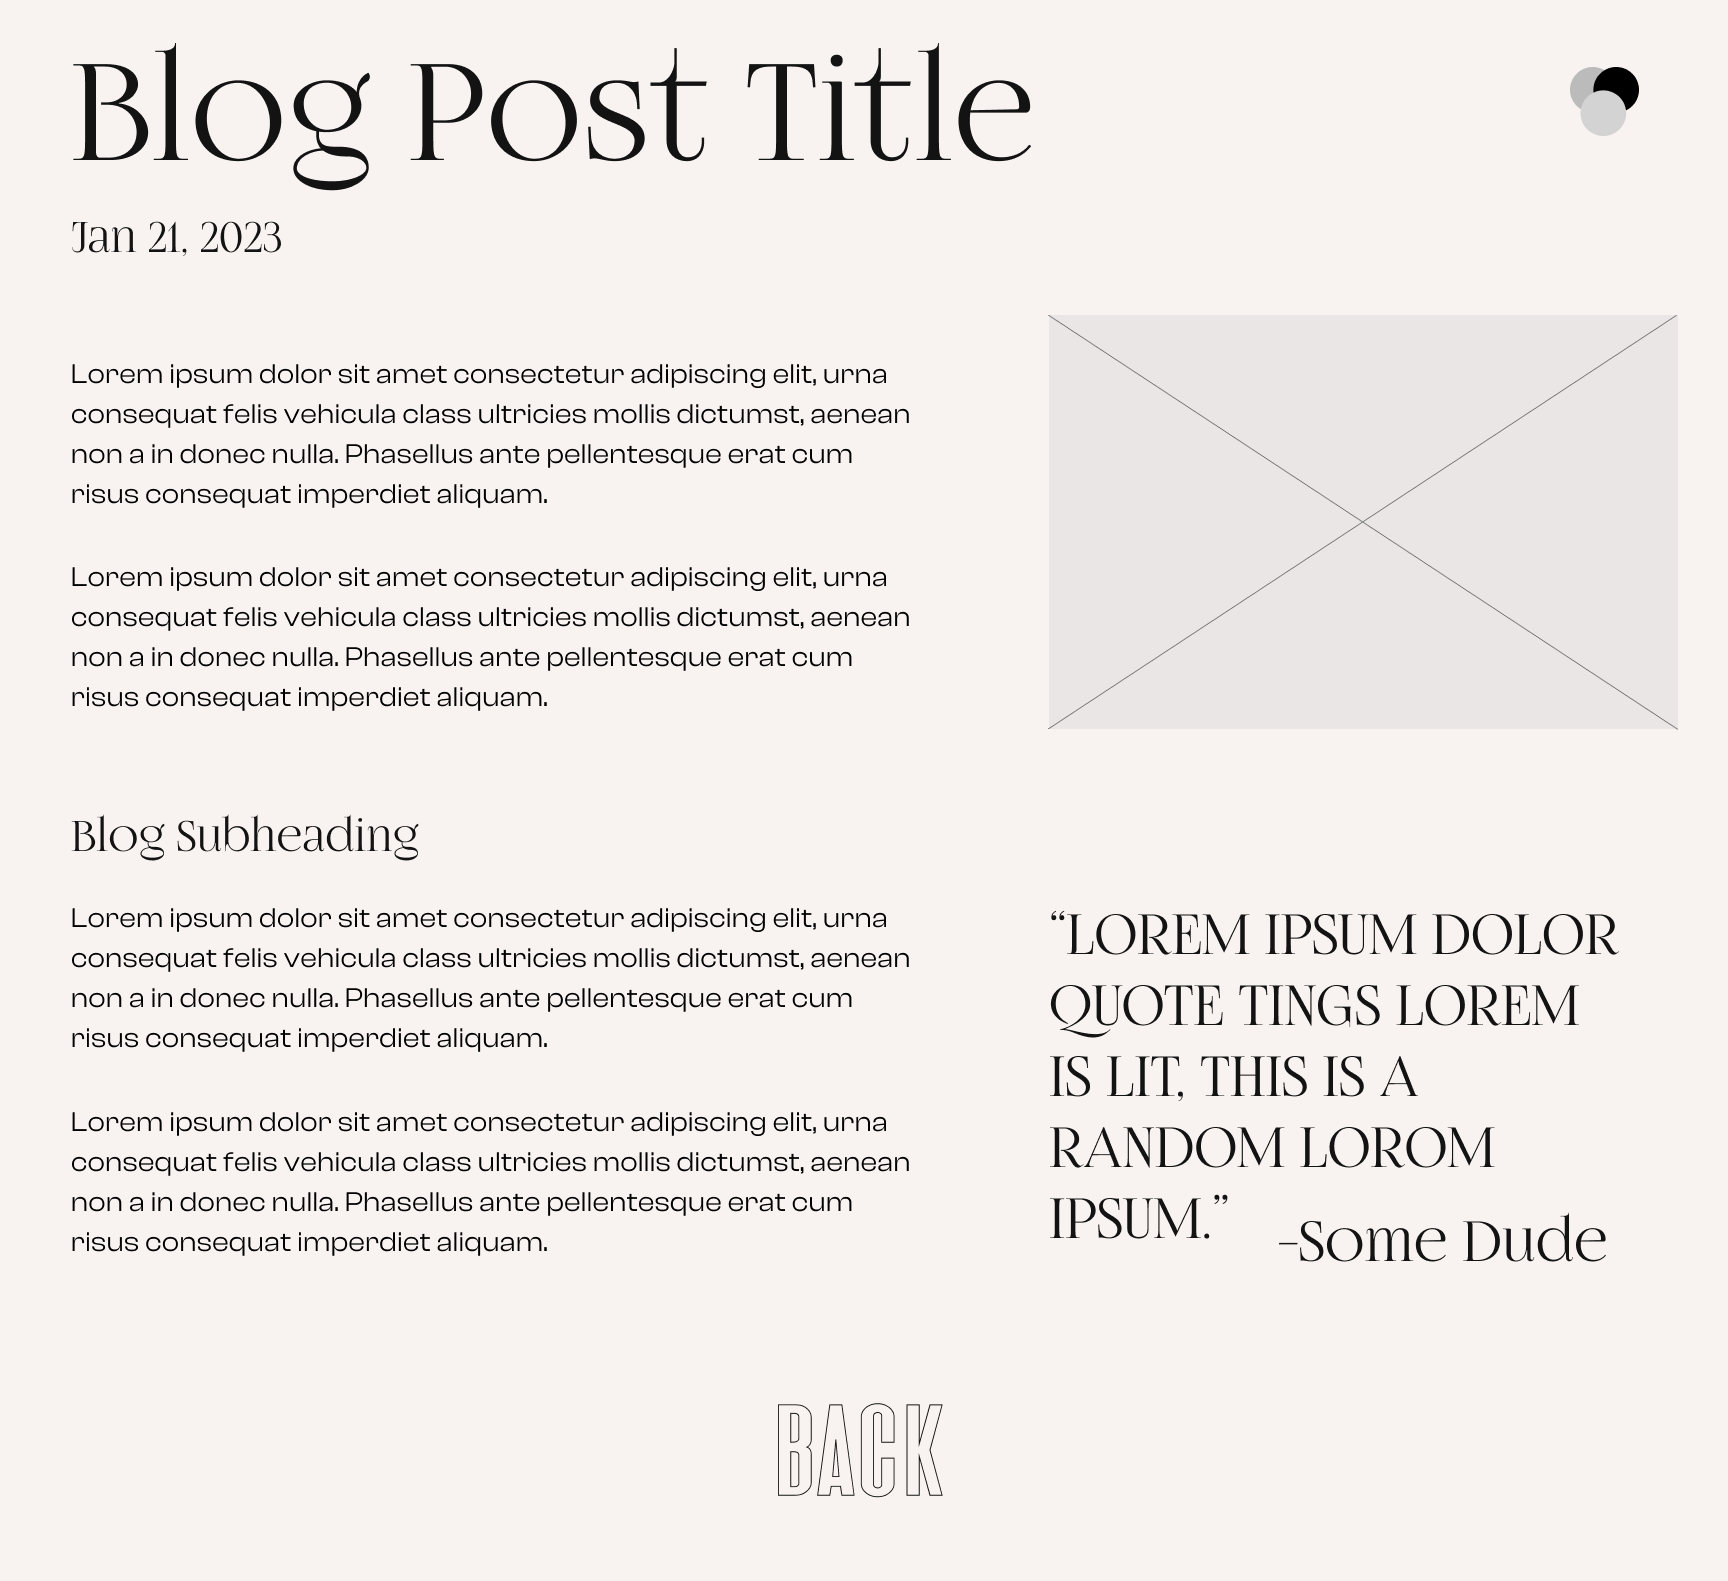 Blog Post Title
Jan 21, 2023
Lorem ipsum dolor sit amet consectetur adipiscing elit, urna
consequat felis vehicula class ultricies mollis dictumst, aenean
non a in donec nulla. Phasellus ante pellentesque erat cum
risus consequat imperdiet aliquam.
Lorem ipsum dolor sit amet consectetur adipiscing elit, urna
consequat felis vehicula class ultricies mollis dictumst, aenean
non a in donec nulla. Phasellus ante pellentesque erat cum
risus consequat imperdiet aliquam.
Blog Subheading
Lorem ipsum dolor sit amet consectetur adipiscing elit, urna
consequat felis vehicula class ultricies mollis dictumst, aenean
non a in donec nulla. Phasellus ante pellentesque erat cum
risus consequat imperdiet aliquam.
Lorem ipsum dolor sit amet consectetur adipiscing elit, urna
consequat felis vehicula class ultricies mollis dictumst, aenean
non a in donec nulla. Phasellus ante pellentesque erat cum
risus consequat imperdiet aliquam.
“LOREM IPSUM DOLOR
QUOTE TINGS LOREM
IS LIT, THIS IS A
RANDOM LOROM
IPSUM.”
-Some Dude
BACK